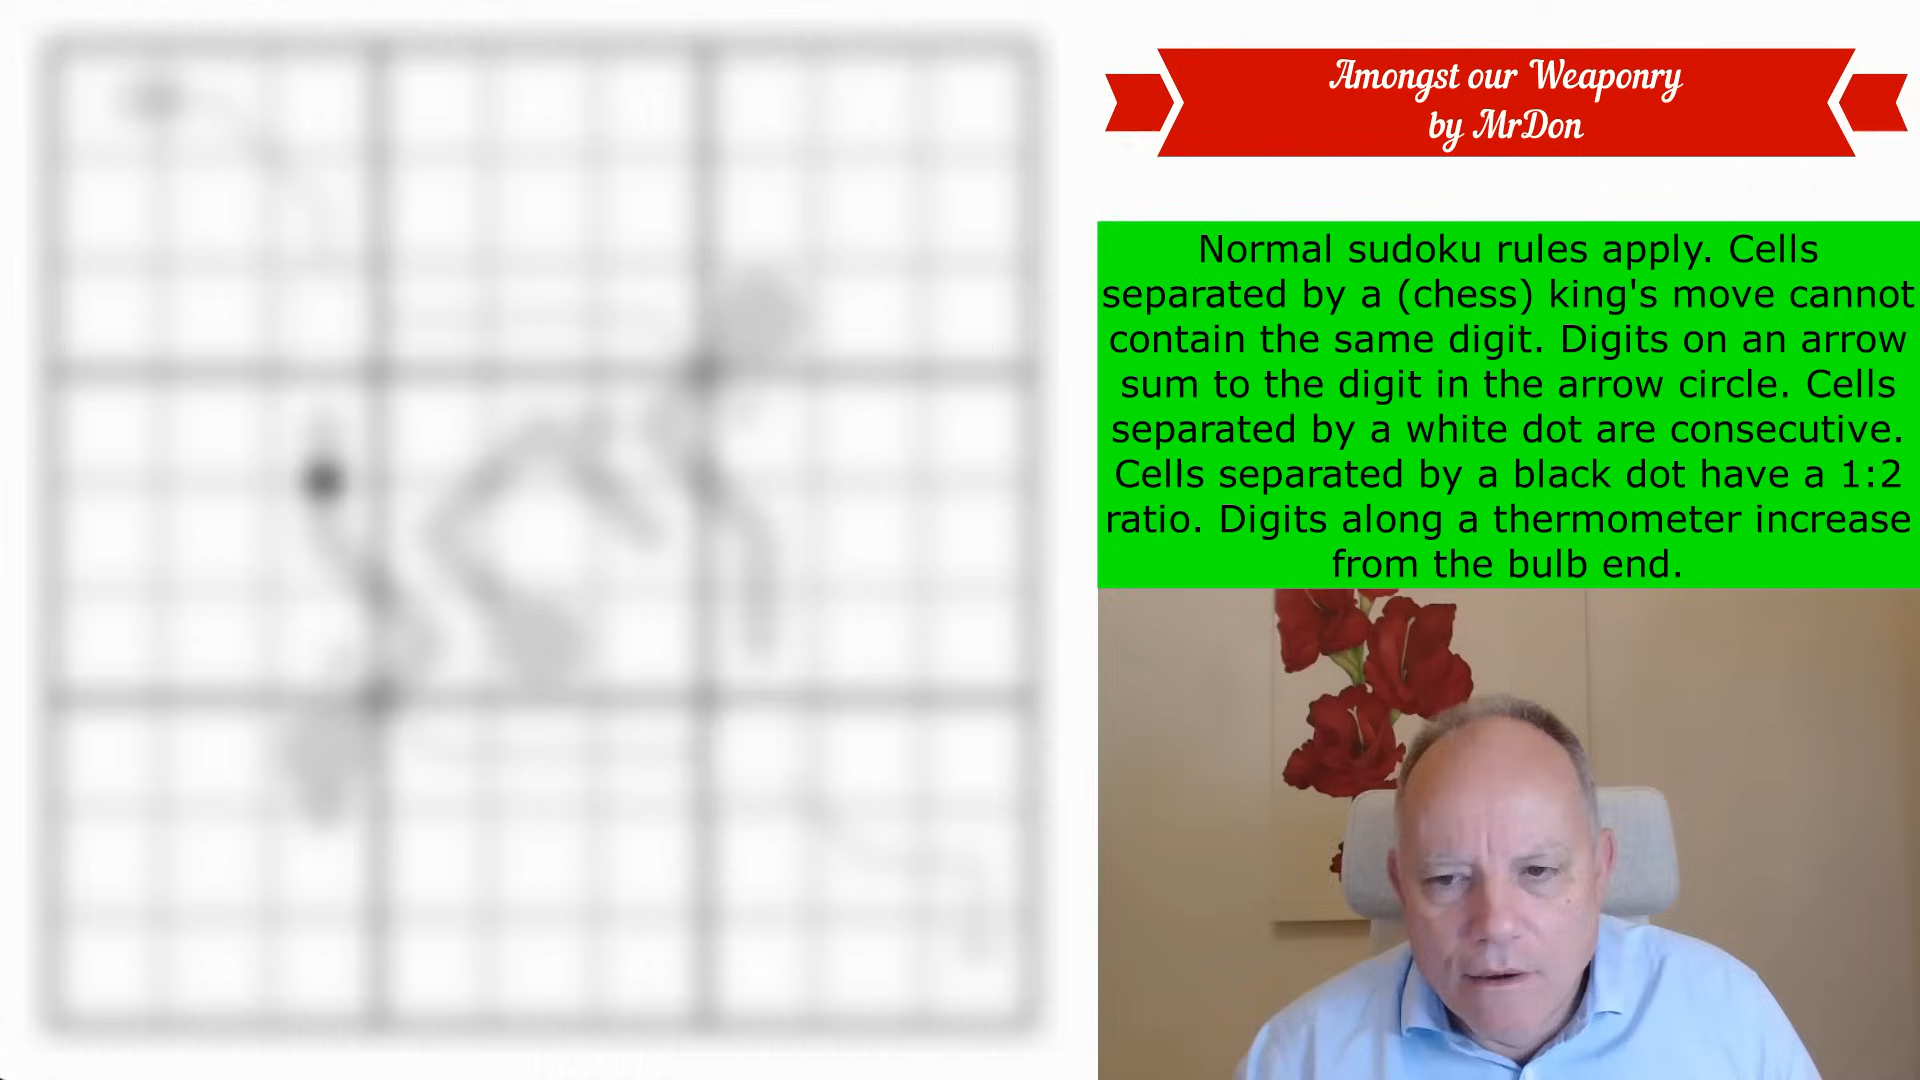 Amongst our Weaponry
by MrDon
Normal sudoku rules apply. Cells
separated by a (chess) king's move cannot
contain the same digit. Digits on an arrow
sum to the digit in the arrow circle. Cells
separated by a white dot are consecutive.
Cells separated by a black dot have a 1:2
ratio. Digits along a thermometer increase
from the bulb end.